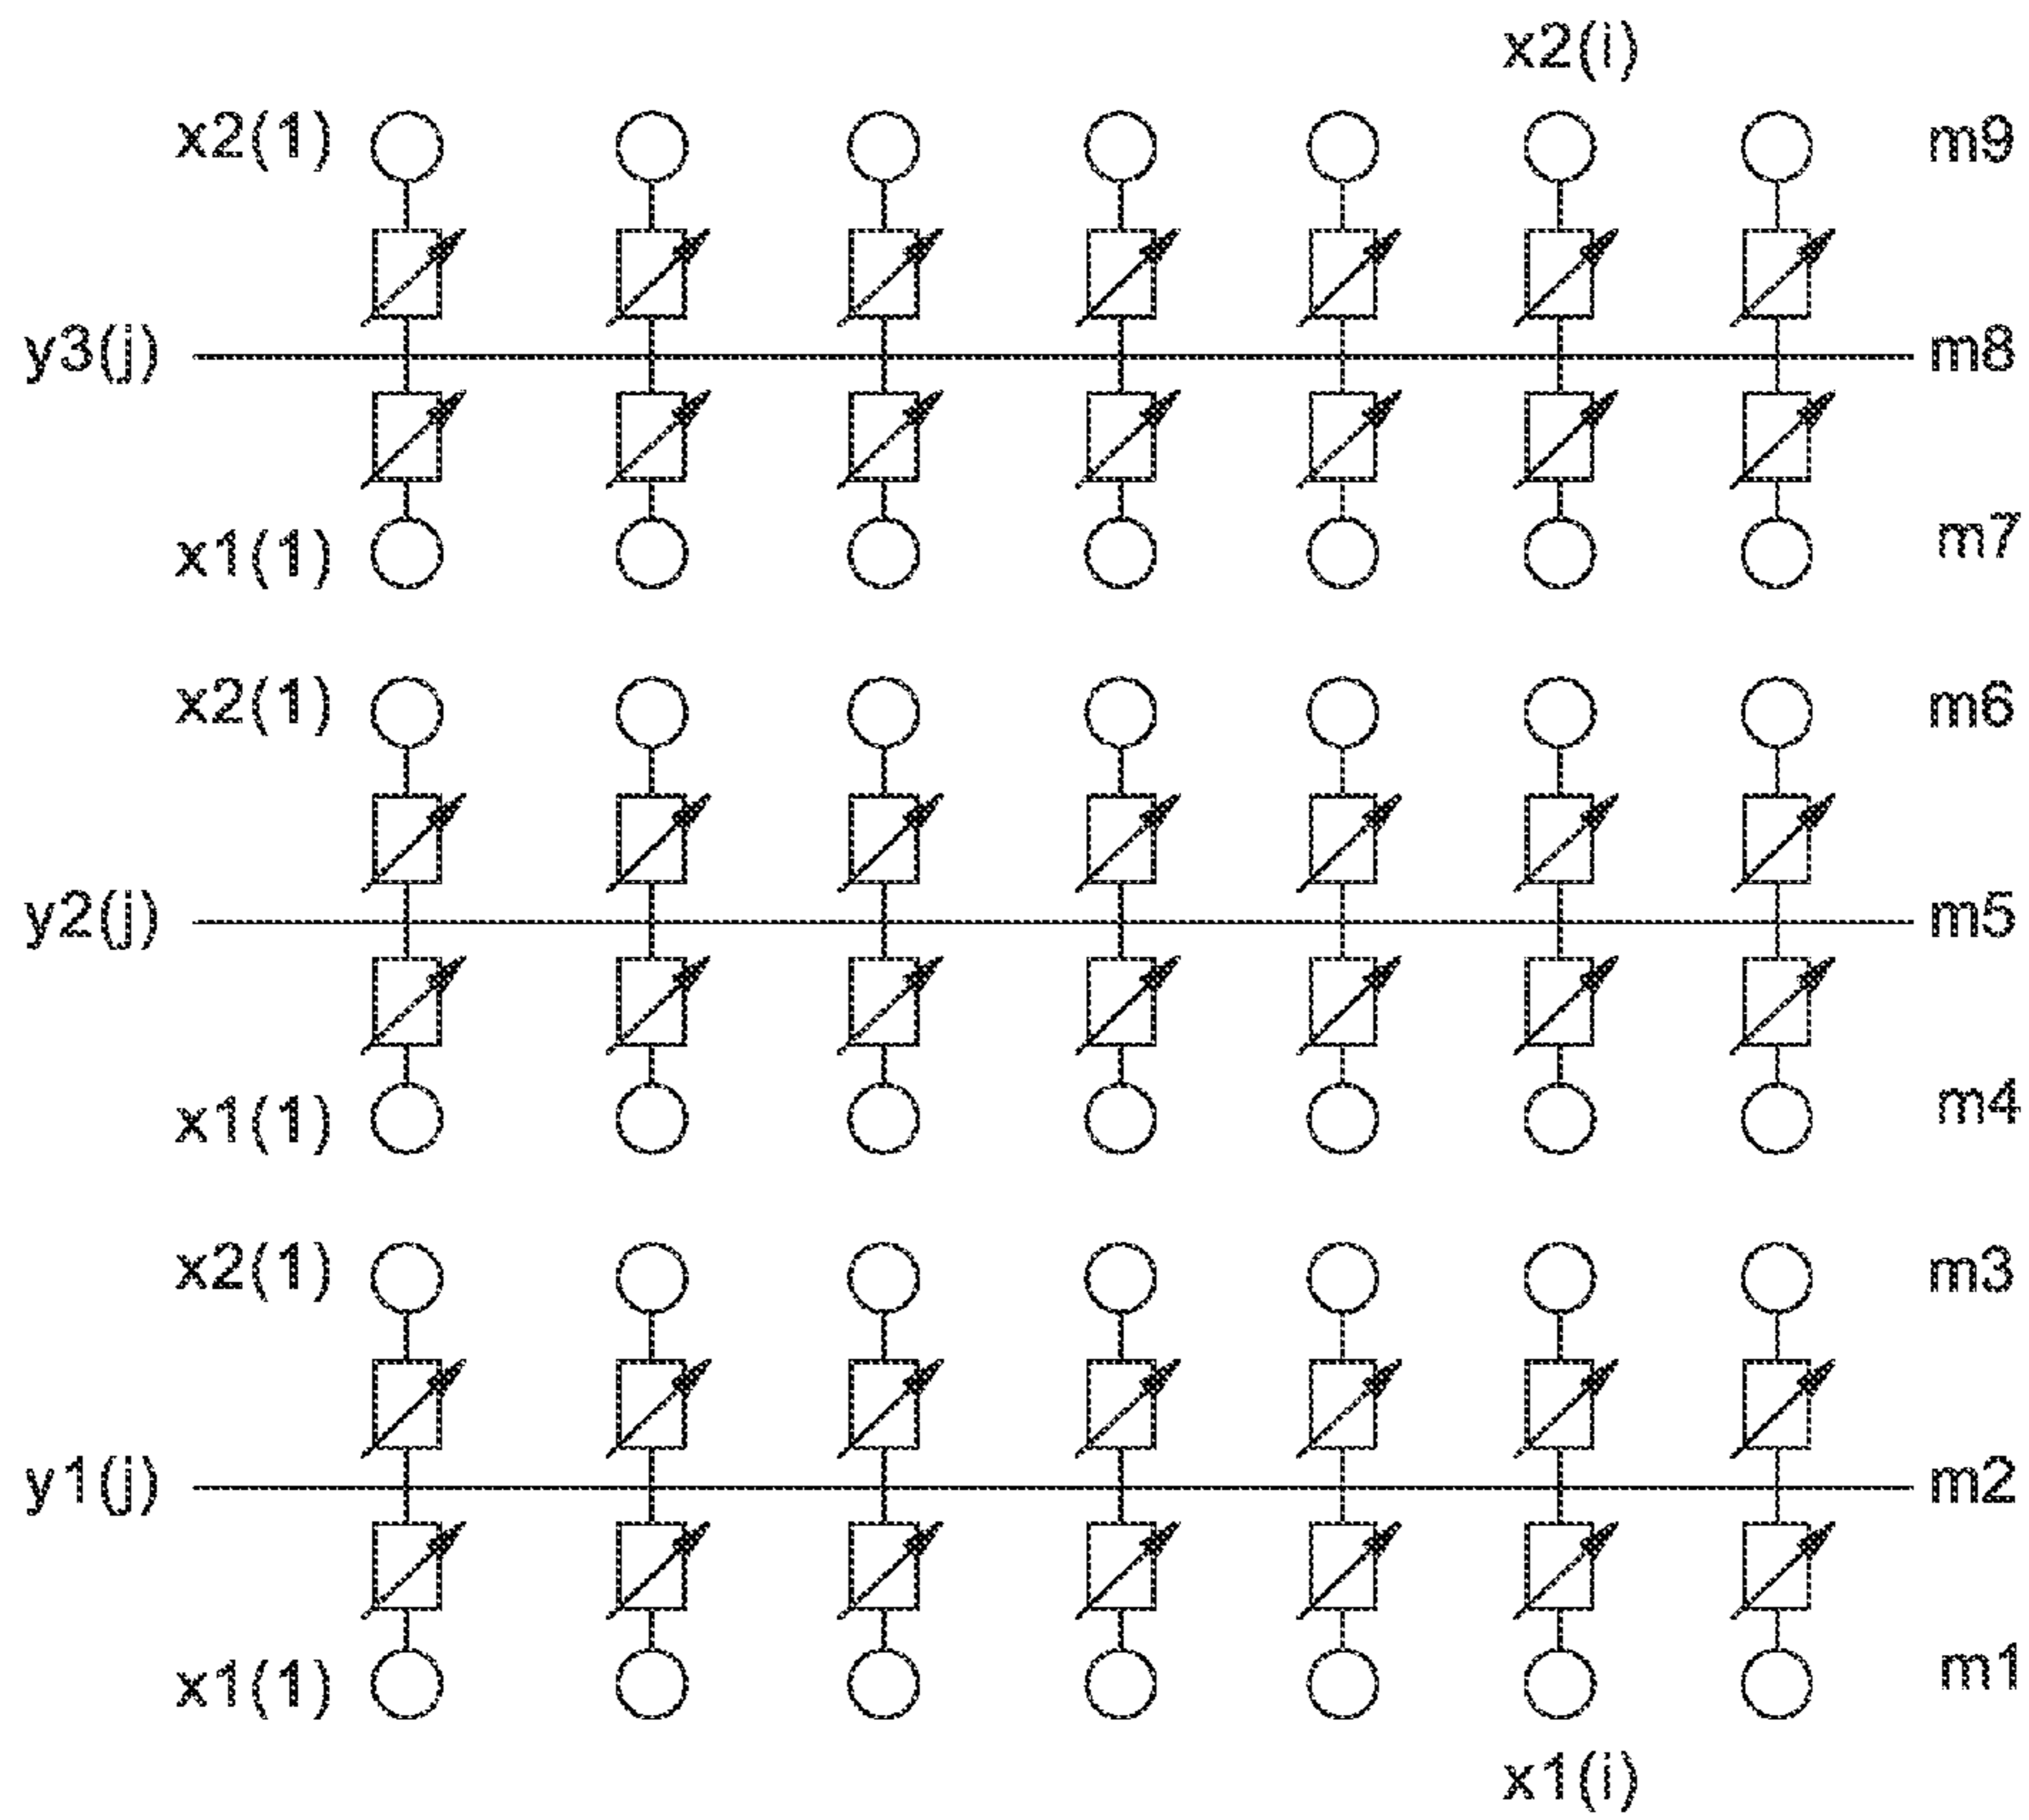 x2(i)
x2(1) m9
y3(j) m8
x1(1) m7
x2(1) m6
y2(j) m5
x1(1) m4
x2(1) m3
y1(j) m2
x1(1) m1
x1(i)